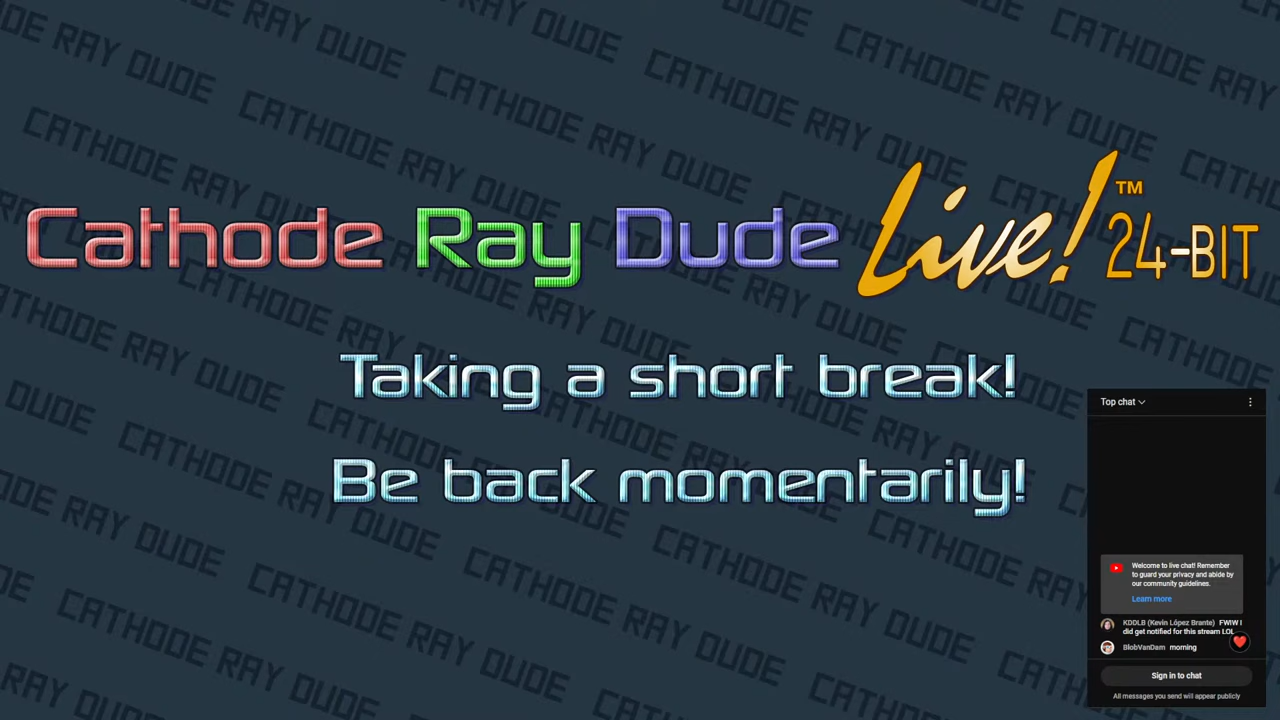 Cathode Ray Dude Live!™ 24-BIT
Taking a short break!
Be back momentarily!
Top chat
Welcome to live chat! Remember
to guard your privacy and abide by
our community guidelines.
Learn more
KDDLB (Kevin López Brante) FWIW I
did get notified for this stream LOL
BlobVanDam morning
Sign in to chat
All messages you send will appear publicly
CATHODE RAY DUDE